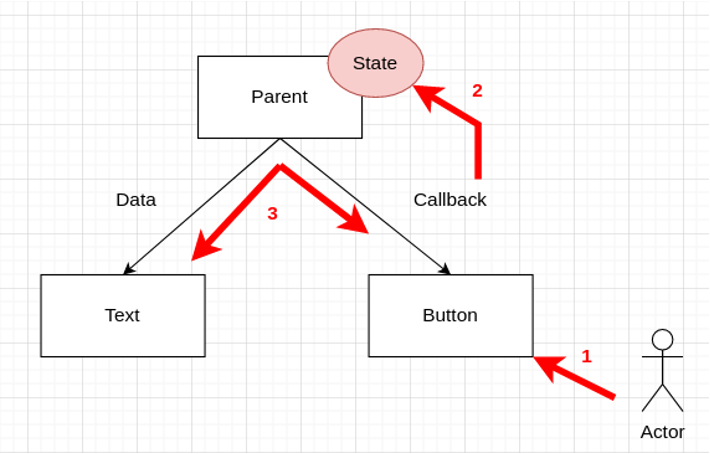 State
Parent
2
Data
Callback
3
Text
Button
1
Actor